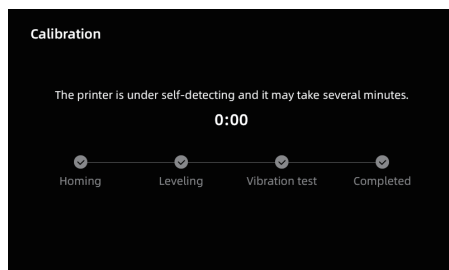 Calibration
The printer is under self-detecting and it may take several minutes.
0:00
Homing Leveling Vibration test Completed